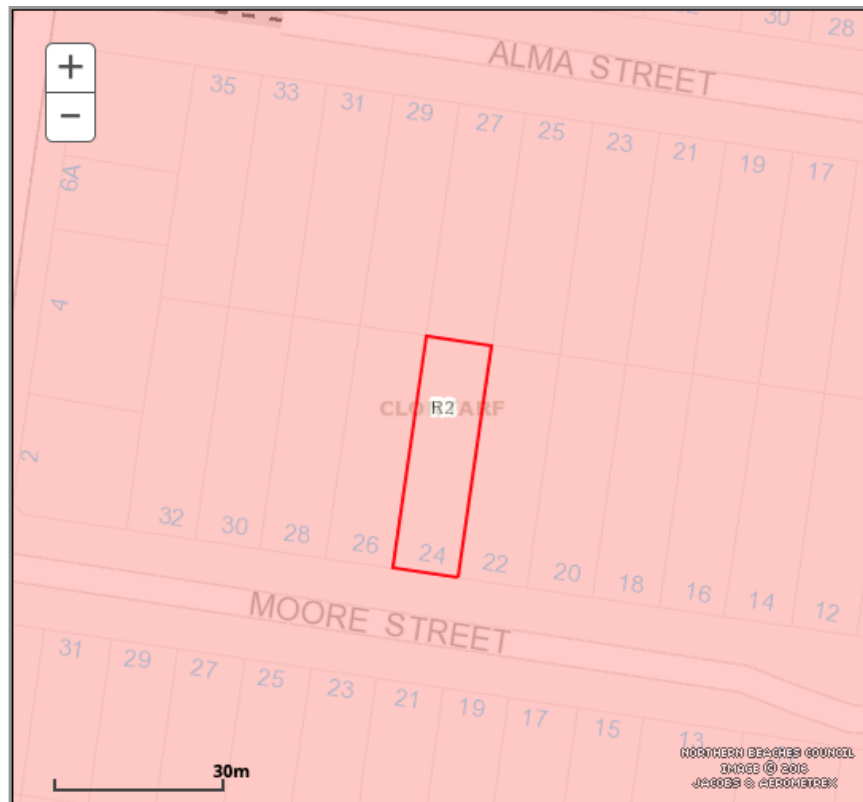 30 28
ALMA STREET
35 33 31 29 27 25 23 21 19 17
+
−
6A
4
R2
2
32 30 28 26 24 22 20 18 16 14 12
MOORE STREET
31 29 27 25 23 21 19 17 15 13
30m
NORTHERN BEACHES COUNCIL
IMAGE © 2016
JACOBS & AEROMETREX